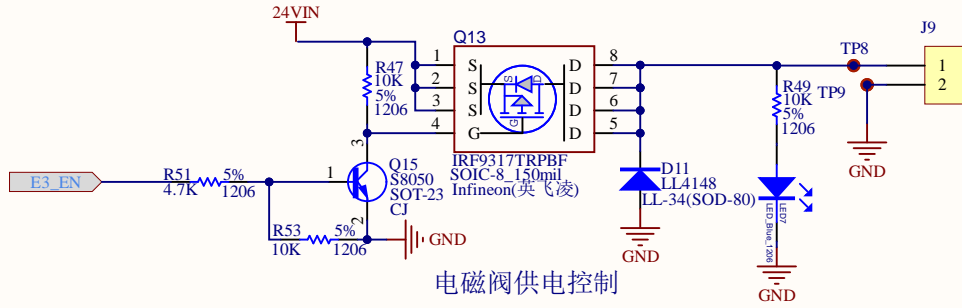 24VIN
Q13
J9
R47
10K
5%
1206
1
2
3
4
S
S
S
G
S
D
G
D
D
D
D
8
7
6
5
TP8
TP9
1
2
R49
10K
5%
1206
GND
IRF9317TRPBF
SOIC-8_150mil
Infineon(英飞凌)
E3_EN
R51
4.7K
5%
1206
1
3
2
Q15
S8050
SOT-23
CJ
D11
LL4148
LL-34(SOD-80)
LED7
LED_Blue_1206
R53
10K
5%
1206
GND
GND
GND
电磁阀供电控制